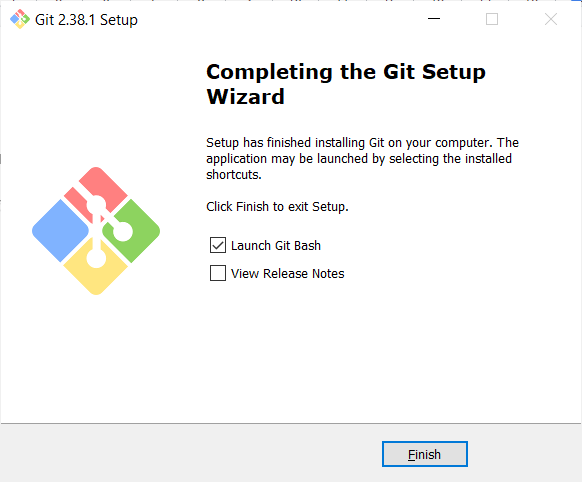 Git 2.38.1 Setup
Completing the Git Setup
Wizard
Setup has finished installing Git on your computer. The
application may be launched by selecting the installed
shortcuts.
Click Finish to exit Setup.
Launch Git Bash
View Release Notes
Finish